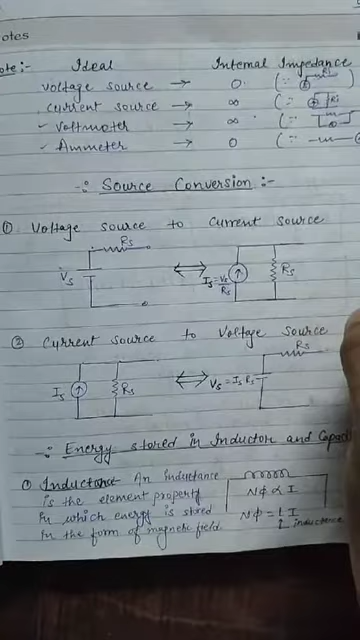 otes
ote:- Ideal Internal Impedance
voltage source → 0. (∵ Ri )
current source → ∞ (∵ Ri
✓ Voltmeter → ∞ (∵
✓ Ammeter → 0 (∵
-: Source Conversion :-
① Voltage source to current source
Rs
Vs
Is = Vs/Rs
Rs
② Current source to Voltage source
Rs
Is
Rs
Vs = Is Rs
-: Energy stored in Inductor and Capaci
① Inductor:- An inductance
is the element property
in which energy is stored
in the form of magnetic field.
Nφ ∝ I
Nφ = L I
↳ inductance